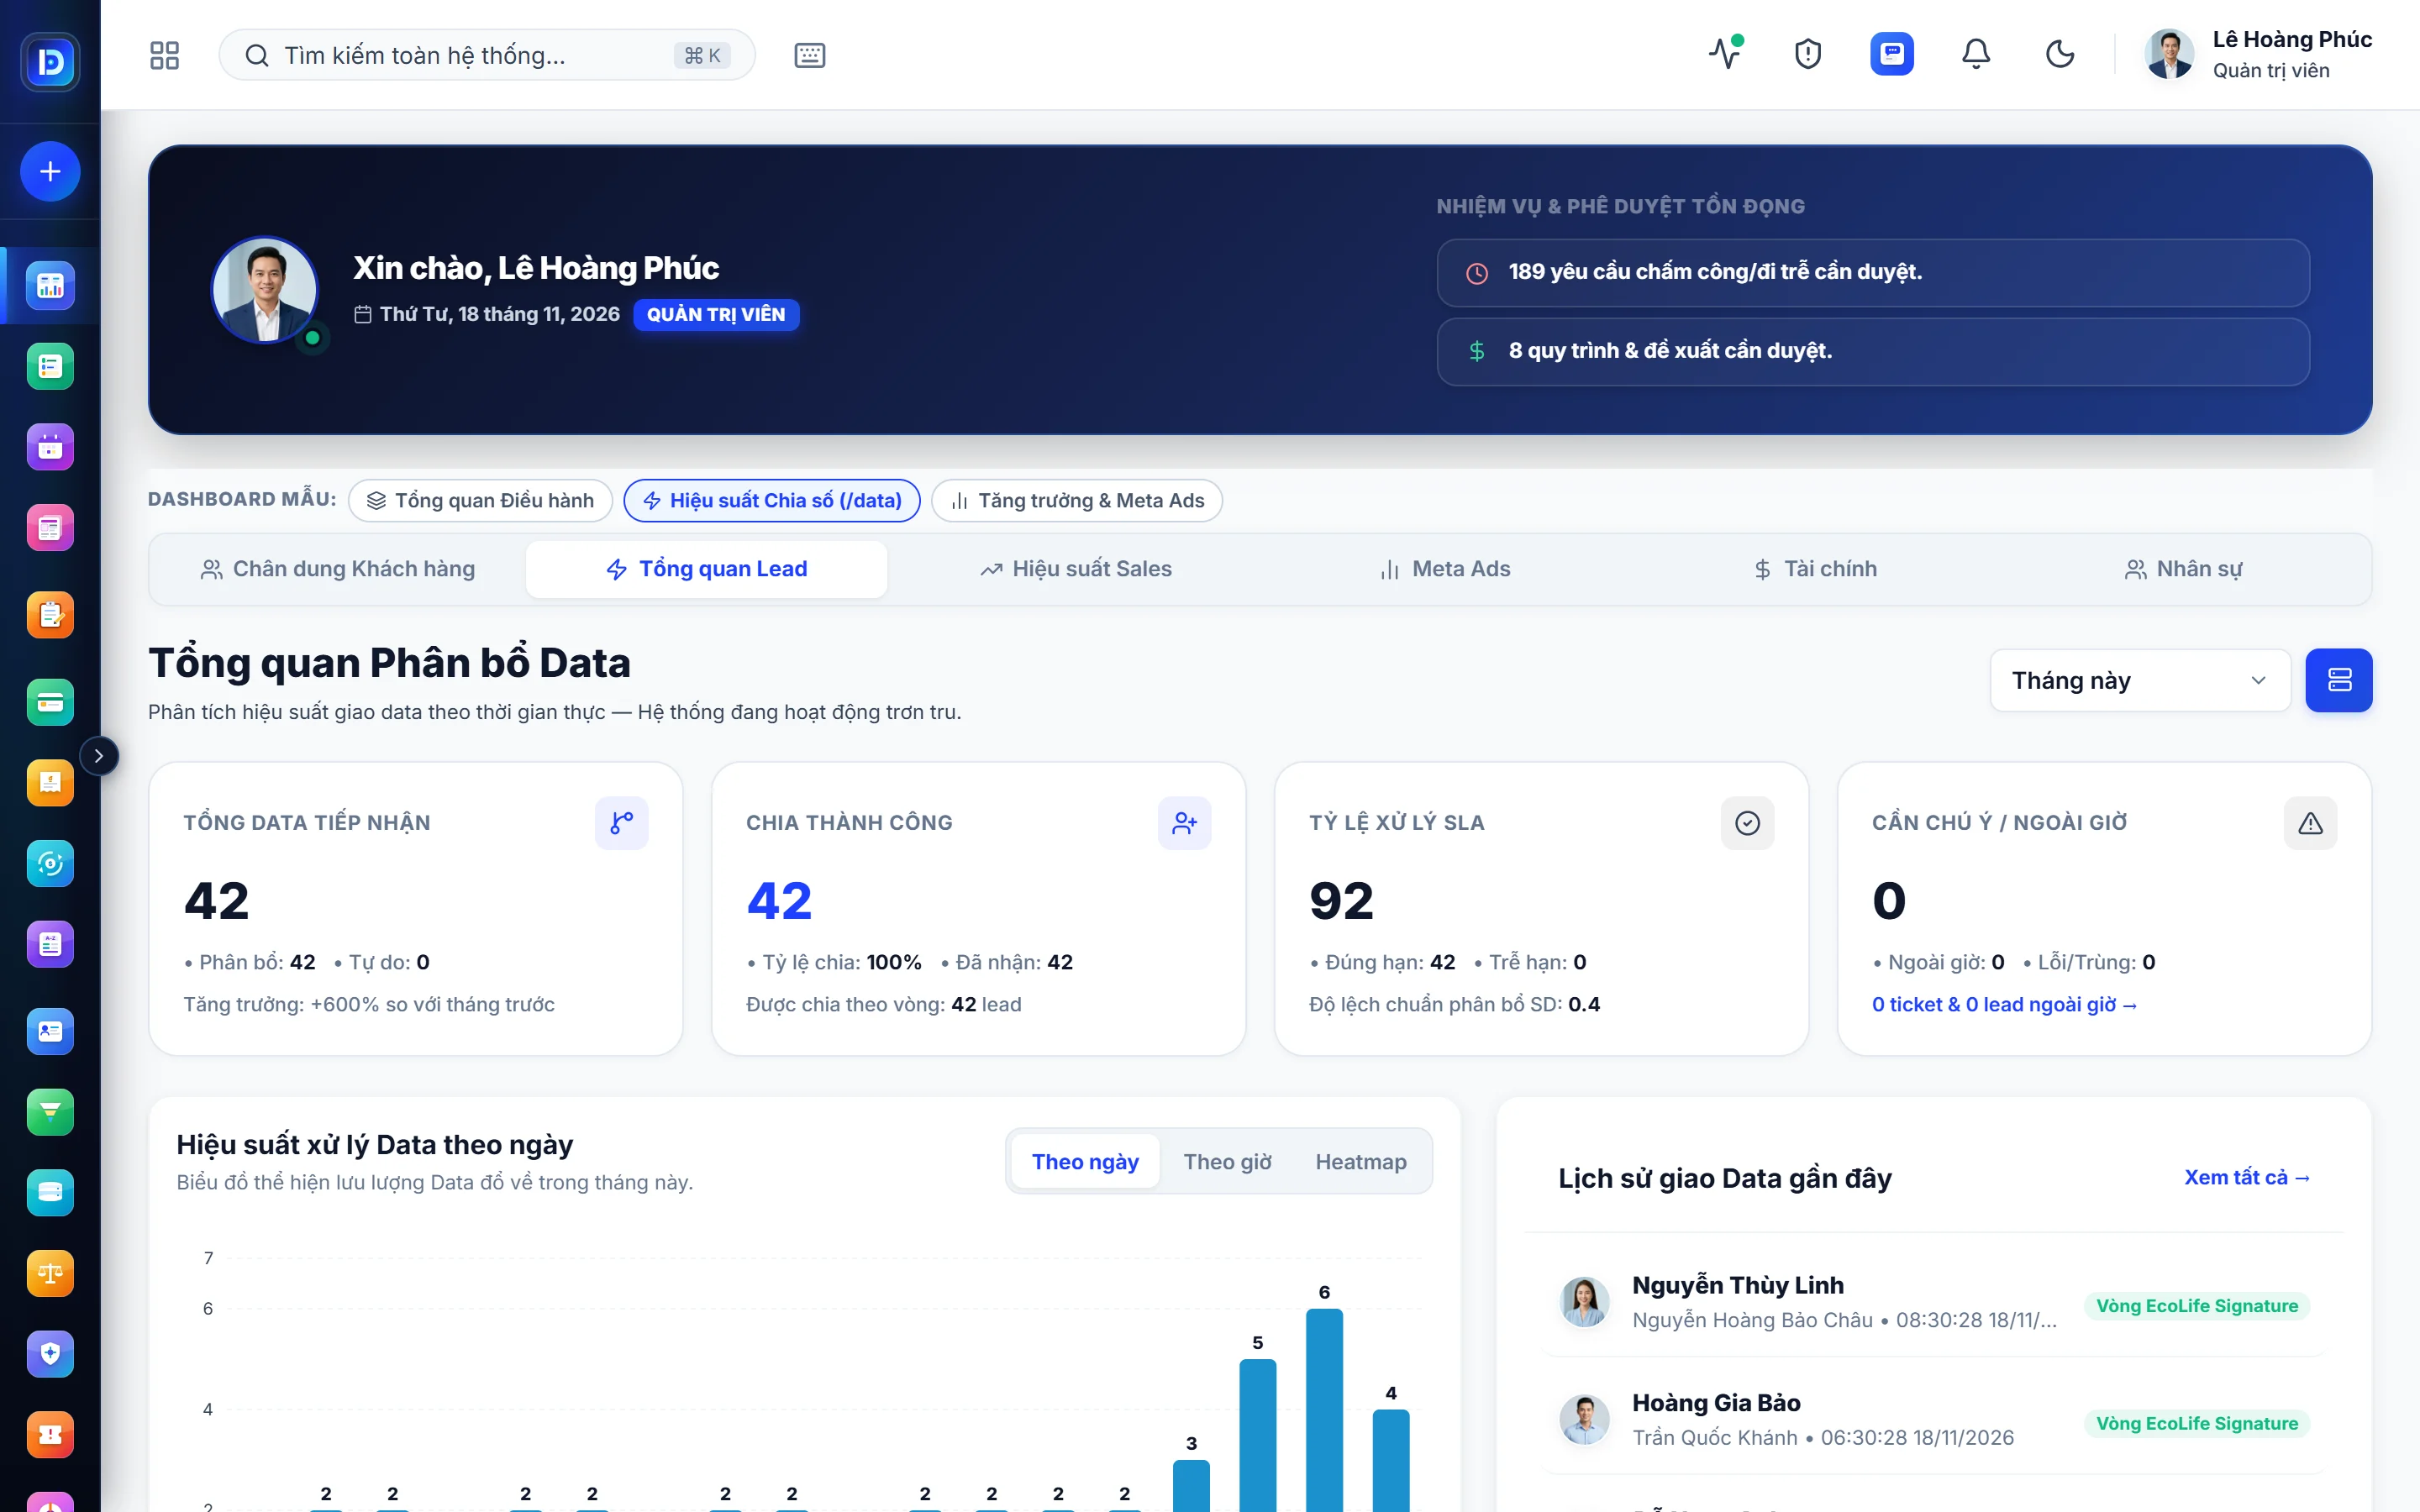 Tìm kiếm toàn hệ thống...
⌘ K
Lê Hoàng Phúc
Quản trị viên
Xin chào, Lê Hoàng Phúc
Thứ Tư, 18 tháng 11, 2026
QUẢN TRỊ VIÊN
NHIỆM VỤ & PHÊ DUYỆT TỒN ĐỌNG
189 yêu cầu chấm công/đi trễ cần duyệt.
8 quy trình & đề xuất cần duyệt.
DASHBOARD MẪU:
Tổng quan Điều hành
Hiệu suất Chia số (/data)
Tăng trưởng & Meta Ads
Chân dung Khách hàng
Tổng quan Lead
Hiệu suất Sales
Meta Ads
Tài chính
Nhân sự
Tổng quan Phân bổ Data
Phân tích hiệu suất giao data theo thời gian thực — Hệ thống đang hoạt động trơn tru.
Tháng này
TỔNG DATA TIẾP NHẬN
42
• Phân bổ: 42 • Tự do: 0
Tăng trưởng: +600% so với tháng trước
CHIA THÀNH CÔNG
42
• Tỷ lệ chia: 100% • Đã nhận: 42
Được chia theo vòng: 42 lead
TỶ LỆ XỬ LÝ SLA
92
• Đúng hạn: 42 • Trễ hạn: 0
Độ lệch chuẩn phân bổ SD: 0.4
CẦN CHÚ Ý / NGOÀI GIỜ
0
• Ngoài giờ: 0 • Lỗi/Trùng: 0
0 ticket & 0 lead ngoài giờ →
Hiệu suất xử lý Data theo ngày
Biểu đồ thể hiện lưu lượng Data đổ về trong tháng này.
Theo ngày
Theo giờ
Heatmap
7
6
4
2
2 2 2 2 2 2 2 2 2 2 3 5 6 4
Lịch sử giao Data gần đây
Xem tất cả →
Nguyễn Thùy Linh
Nguyễn Hoàng Bảo Châu • 08:30:28 18/11/...
Vòng EcoLife Signature
Hoàng Gia Bảo
Trần Quốc Khánh • 06:30:28 18/11/2026
Vòng EcoLife Signature